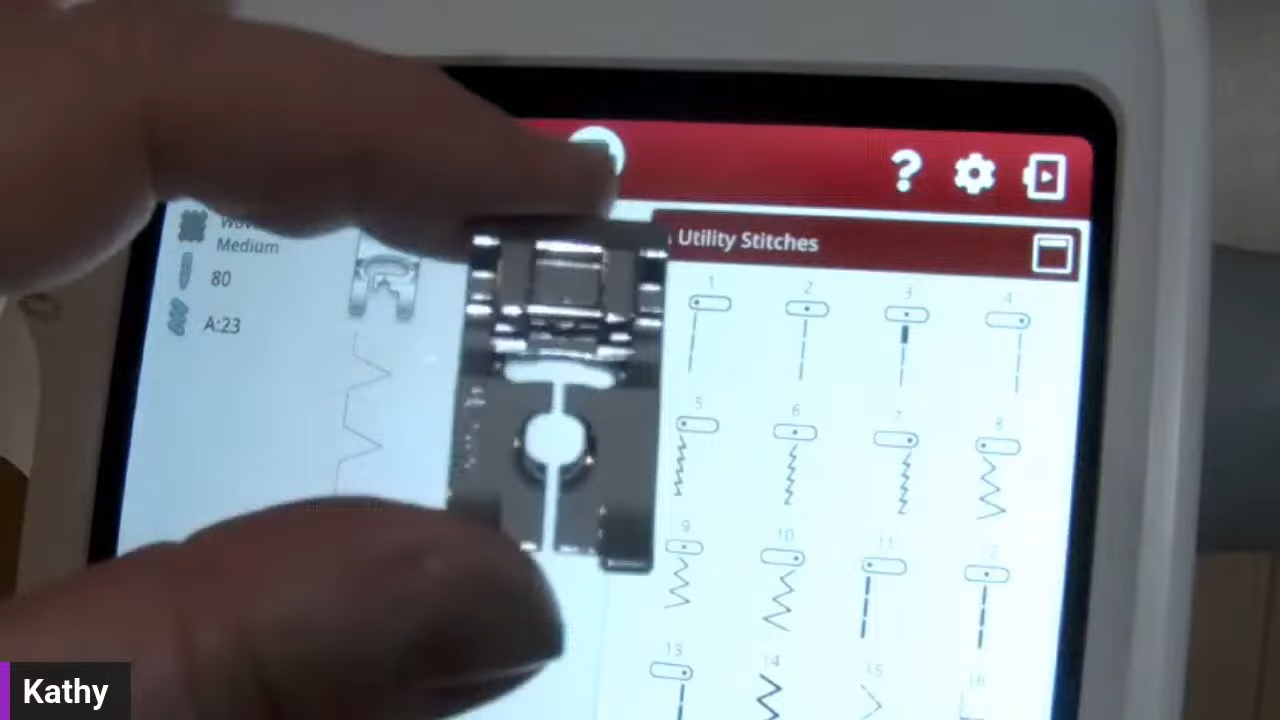 ?
Utility Stitches
Medium
80
A:23
1 2 3 4
5 6 7 8
9 10 11
13 14 15 16
Kathy